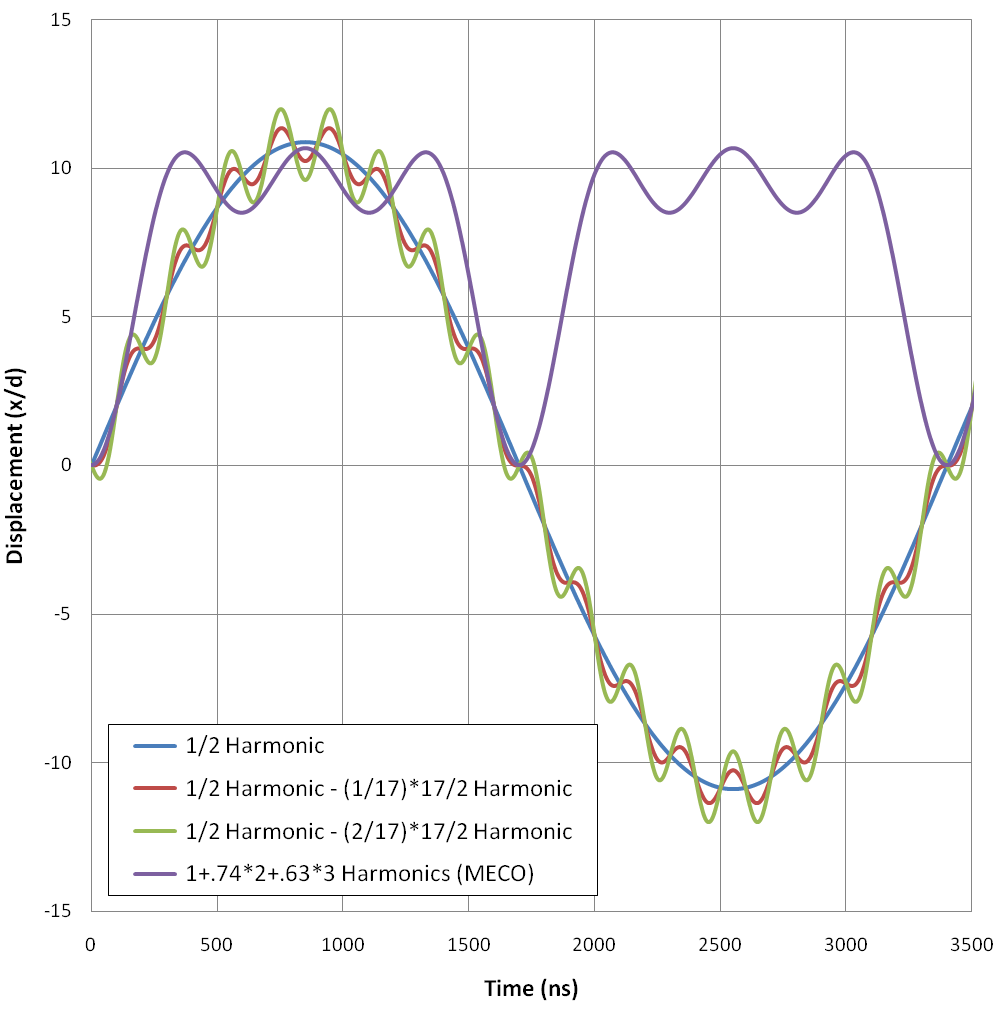 15
10
5
0
-5
-10
-15
Displacement (x/d)
1/2 Harmonic
1/2 Harmonic - (1/17)*17/2 Harmonic
1/2 Harmonic - (2/17)*17/2 Harmonic
1+.74*2+.63*3 Harmonics (MECO)
0 500 1000 1500 2000 2500 3000 3500
Time (ns)